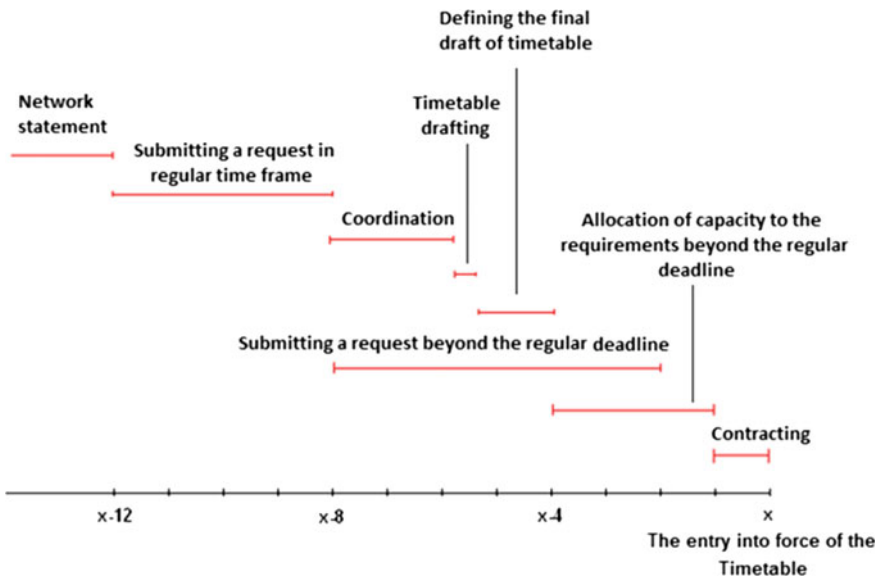 Defining the final
draft of timetable
Network
statement
Timetable
drafting
Submitting a request in
regular time frame
Coordination
Allocation of capacity to the
requirements beyond the regular
deadline
Submitting a request beyond the regular deadline
Contracting
x-12
x-8
x-4
x
The entry into force of the
Timetable